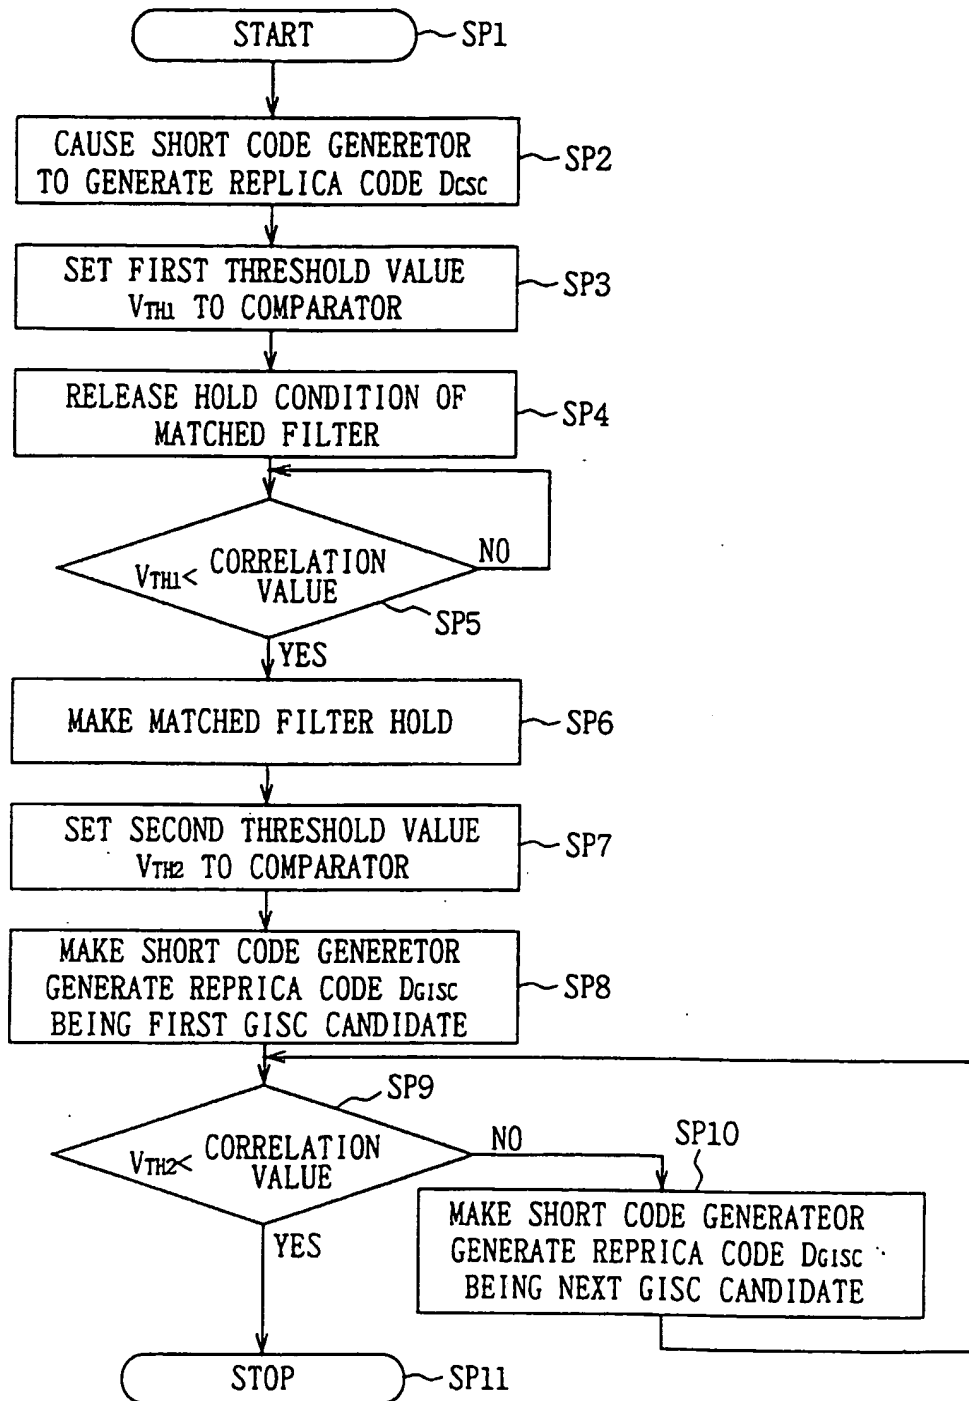 START
SP1
CAUSE SHORT CODE GENERETOR
TO GENERATE REPLICA CODE DCSC
SP2
SET FIRST THRESHOLD VALUE
VTH1 TO COMPARATOR
SP3
RELEASE HOLD CONDITION OF
MATCHED FILTER
SP4
VTH1< CORRELATION
VALUE
NO
SP5
YES
MAKE MATCHED FILTER HOLD
SP6
SET SECOND THRESHOLD VALUE
VTH2 TO COMPARATOR
SP7
MAKE SHORT CODE GENERETOR
GENERATE REPRICA CODE DGISC
BEING FIRST GISC CANDIDATE
SP8
SP9
VTH2< CORRELATION
VALUE
NO
SP10
YES
MAKE SHORT CODE GENERATEOR
GENERATE REPRICA CODE DGISC
BEING NEXT GISC CANDIDATE
STOP
SP11